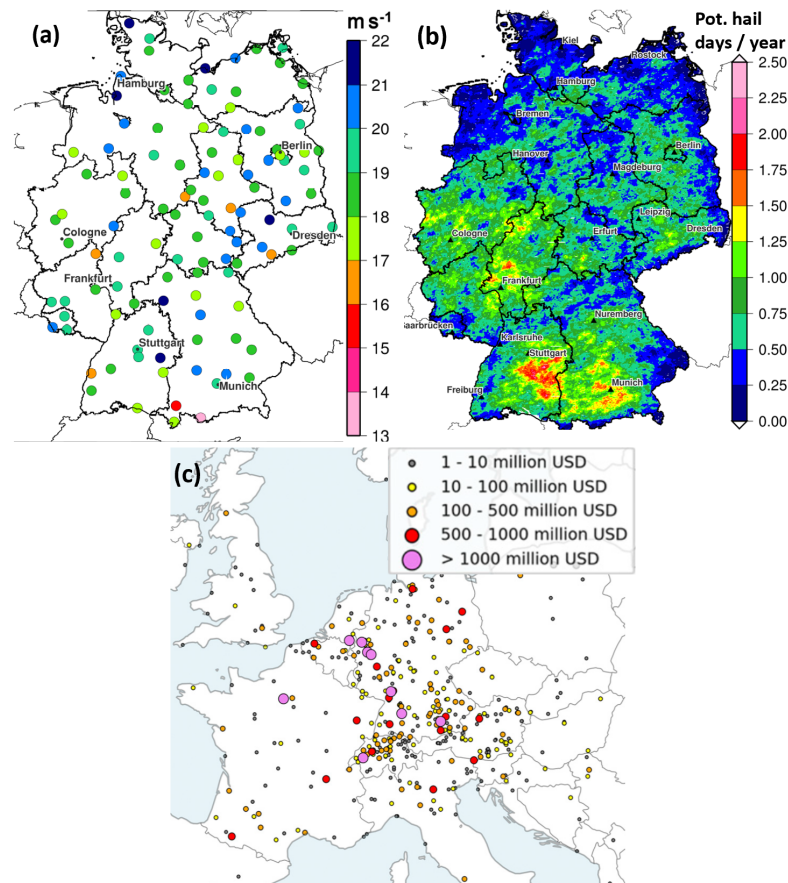 (a)
m s⁻¹
22
21
20
19
18
17
16
15
14
13
Hamburg
Berlin
Cologne
Dresden
Frankfurt
Stuttgart
Munich
(b)
Pot. hail
days / year
2.50
2.25
2.00
1.75
1.50
1.25
1.00
0.75
0.50
0.25
0.00
Kiel
Rostock
Hamburg
Bremen
Hanover
Berlin
Magdeburg
Leipzig
Cologne
Erfurt
Dresden
Frankfurt
Nuremberg
aarbrücken
Karlsruhe
Stuttgart
Freiburg
Munich
(c)
1 - 10 million USD
10 - 100 million USD
100 - 500 million USD
500 - 1000 million USD
> 1000 million USD